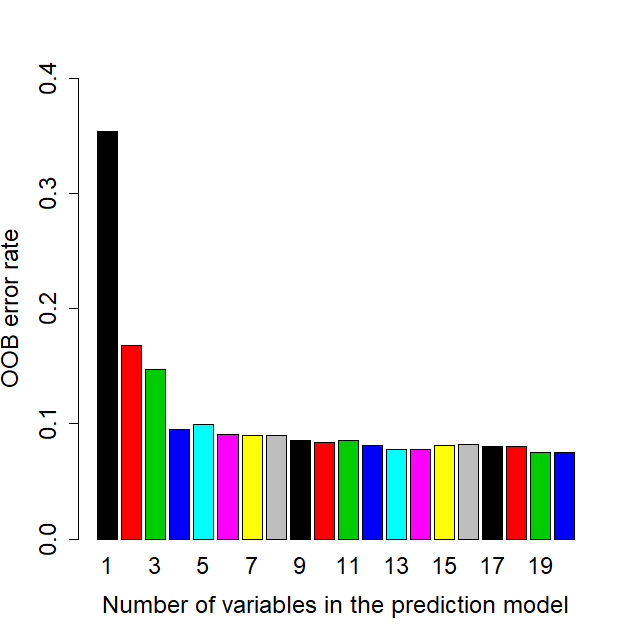 0.4
0.3
0.2
0.1
0.0
OOB error rate
1 3 5 7 9 11 13 15 17 19
Number of variables in the prediction model